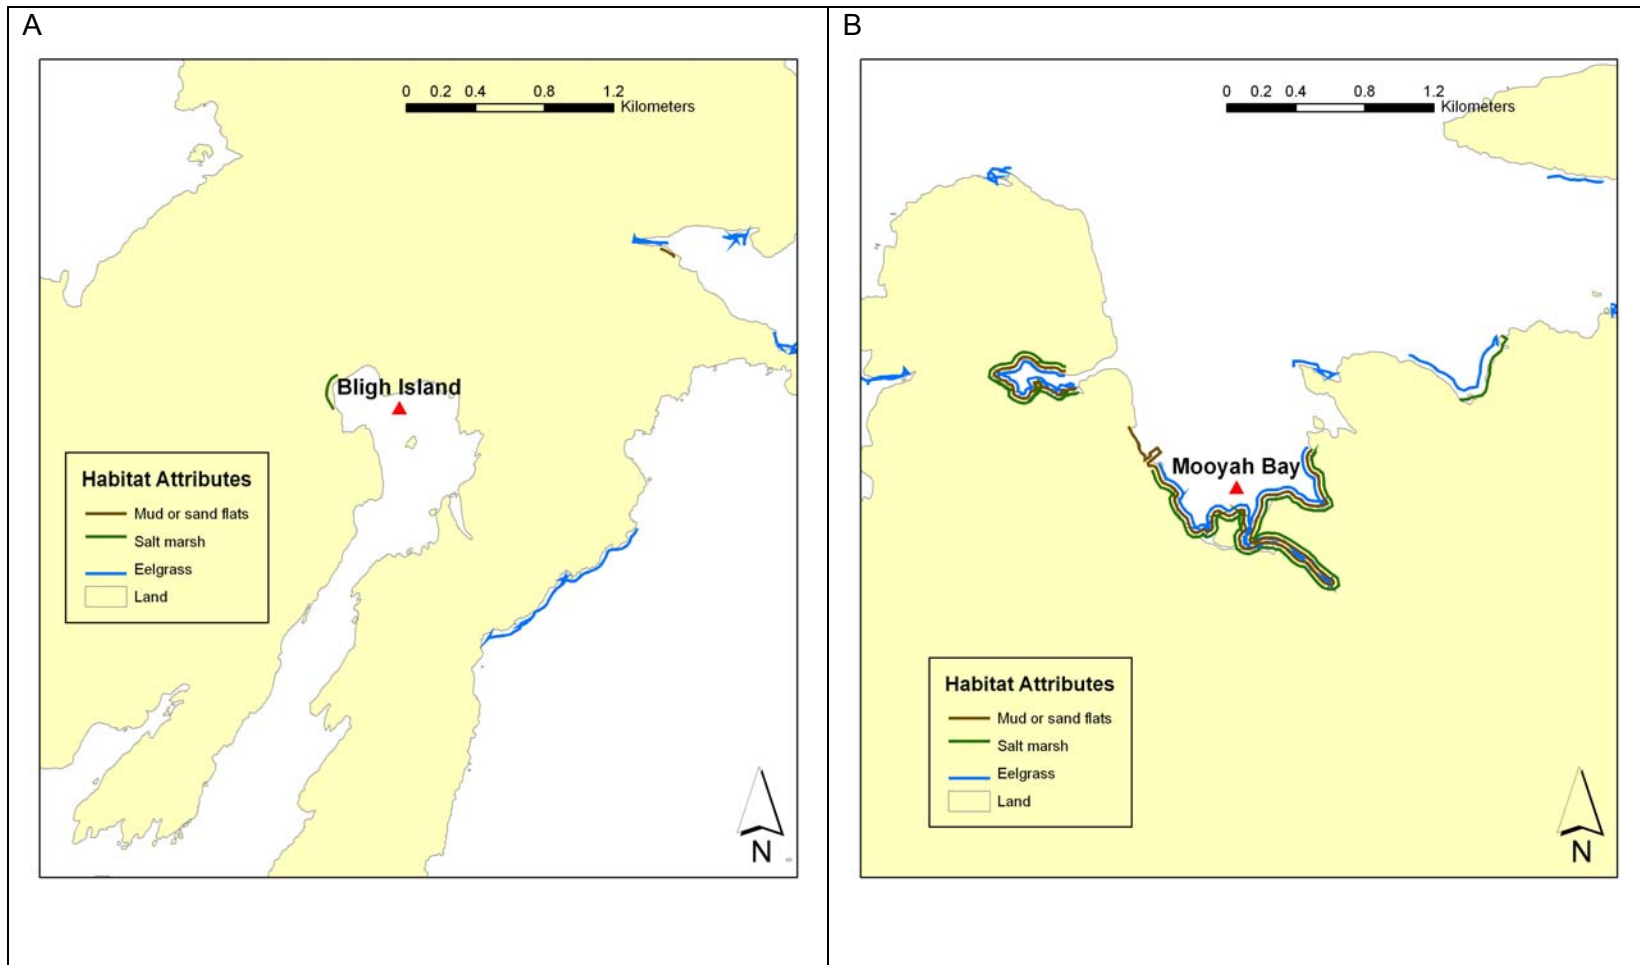 A
0 0.2 0.4 0.8 1.2
Kilometers
Bligh Island
Habitat Attributes
Mud or sand flats
Salt marsh
Eelgrass
Land
N
B
0 0.2 0.4 0.8 1.2
Kilometers
Mooyah Bay
Habitat Attributes
Mud or sand flats
Salt marsh
Eelgrass
Land
N